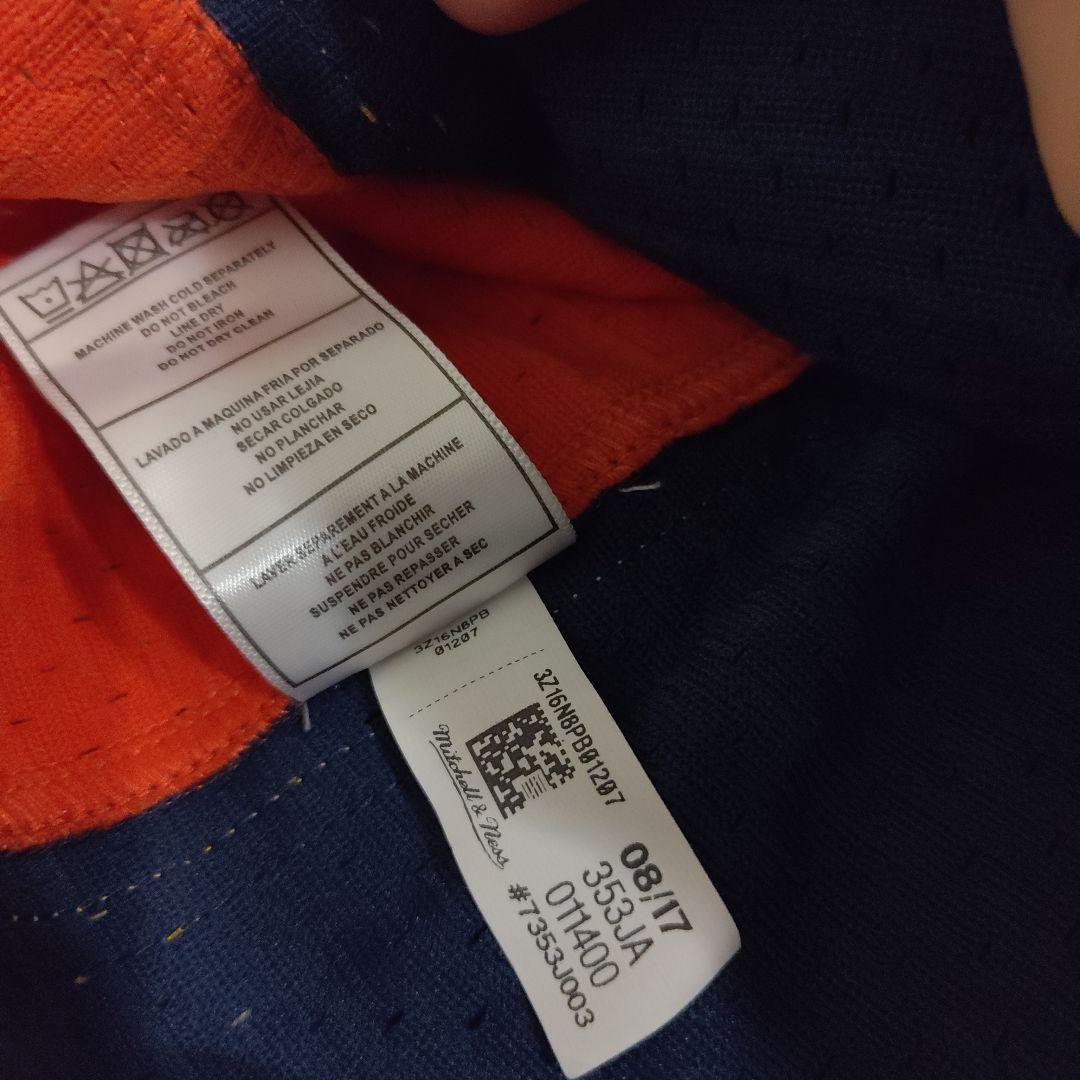 MACHINE WASH COLD SEPARATELY
DO NOT BLEACH
LINE DRY
DO NOT IRON
DO NOT DRY CLEAN
LAVADO A MAQUINA FRIA POR SEPARADO
NO USAR LEJIA
SECAR COLGADO
NO PLANCHAR
NO LIMPIEZA EN SECO
LAVER SEPAREMENT A LA MACHINE
A L'EAU FROIDE
NE PAS BLANCHIR
SUSPENDRE POUR SECHER
NE PAS REPASSER
NE PAS NETTOYER A SEC
3Z16N8PB
01207
3Z16N8PB01207
Mitchell & Ness
08/17
353JA
011400
#7353J003